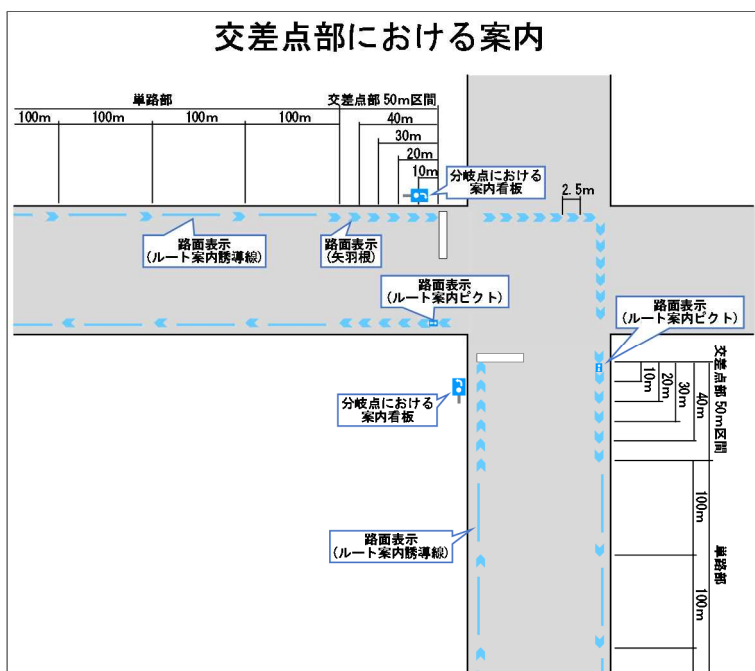 交差点部における案内
単路部
交差点部 50m区間
100m
100m
100m
100m
40m
30m
20m
10m
分岐点における
案内看板
2.5m
路面表示
(ルート案内誘導線)
路面表示
(矢羽根)
路面表示
(ルート案内ピクト)
路面表示
(ルート案内ピクト)
交差点部 50m区間
10m
20m
30m
40m
分岐点における
案内看板
100m
路面表示
(ルート案内誘導線)
単路部
100m